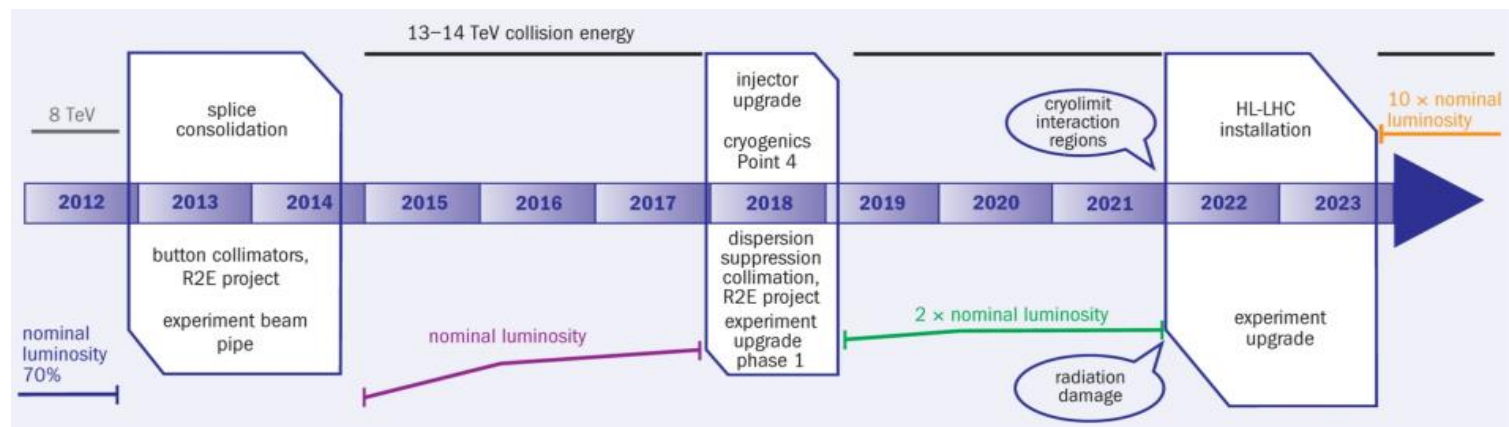 13–14 TeV collision energy
8 TeV
splice
consolidation
injector
upgrade
cryogenics
Point 4
cryolimit
interaction
regions
HL-LHC
installation
10 × nominal
luminosity
2012 2013 2014 2015 2016 2017 2018 2019 2020 2021 2022 2023
button collimators,
R2E project
experiment beam
pipe
nominal
luminosity
70%
nominal luminosity
dispersion
suppression
collimation,
R2E project
experiment
upgrade
phase 1
2 × nominal luminosity
radiation
damage
experiment
upgrade